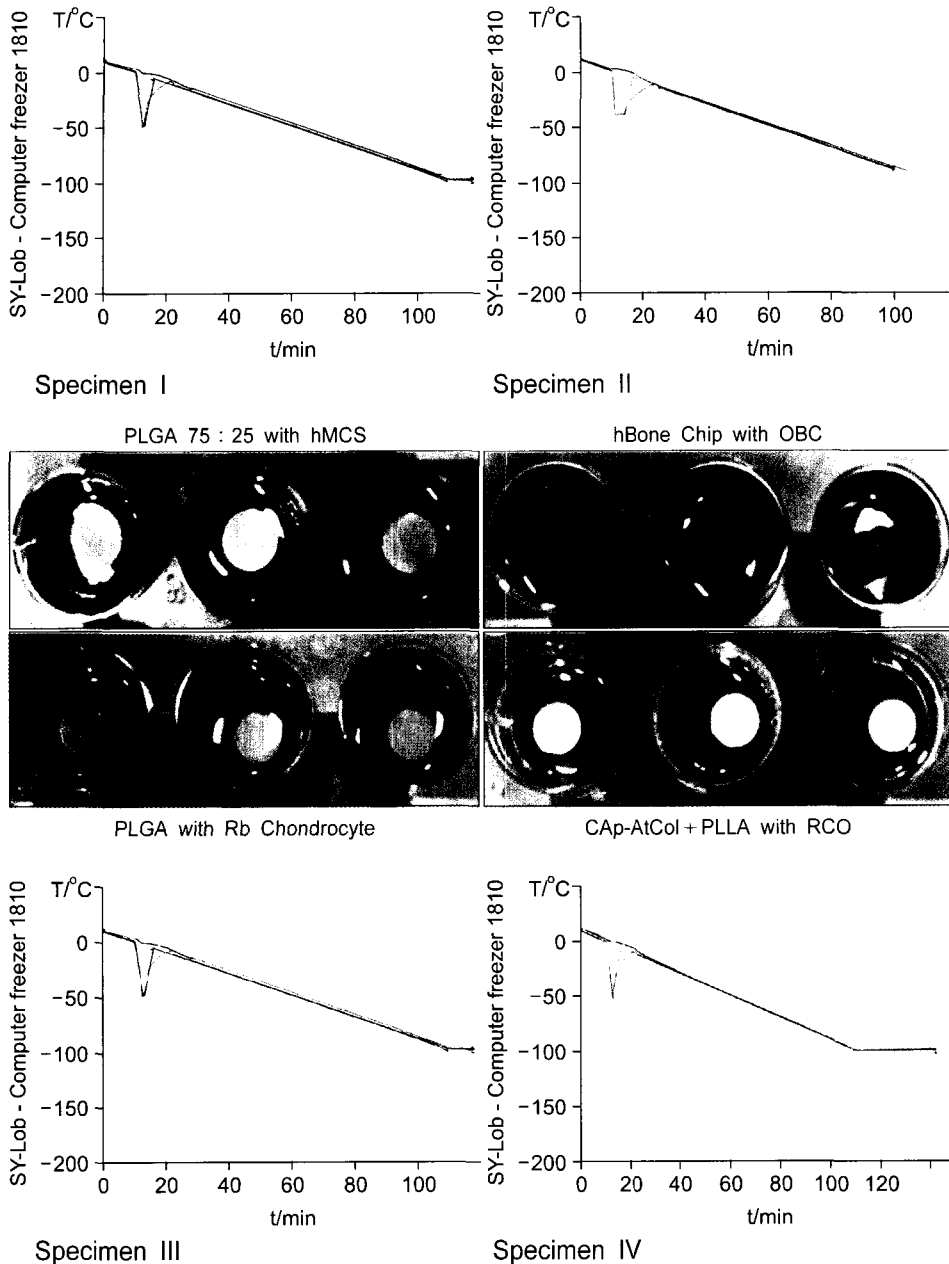 T/°C
SY-Lob - Computer freezer 1810
0
−50
−100
−150
−200
0 20 40 60 80 100
t/min
Specimen I
T/°C
SY-Lob - Computer freezer 1810
0
−50
−100
−150
−200
0 20 40 60 80 100
t/min
Specimen II
PLGA 75 : 25 with hMCS
hBone Chip with OBC
PLGA with Rb Chondrocyte
CAp-AtCol + PLLA with RCO
T/°C
SY-Lob - Computer freezer 1810
0
−50
−100
−150
−200
0 20 40 60 80 100
t/min
Specimen III
T/°C
SY-Lob - Computer freezer 1810
0
−50
−100
−150
−200
0 20 40 60 80 100 120
t/min
Specimen IV